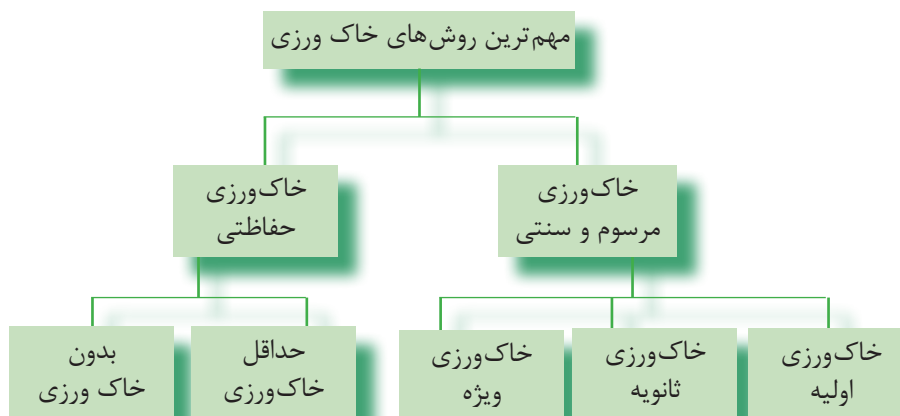 مهم‌ترین روش‌های خاک ورزی
خاک‌ورزی
مرسوم و سنتی
خاک‌ورزی
حفاظتی
خاک‌ورزی
اولیه
خاک‌ورزی
ثانویه
خاک‌ورزی
ویژه
حداقل
خاک‌ورزی
بدون
خاک ورزی